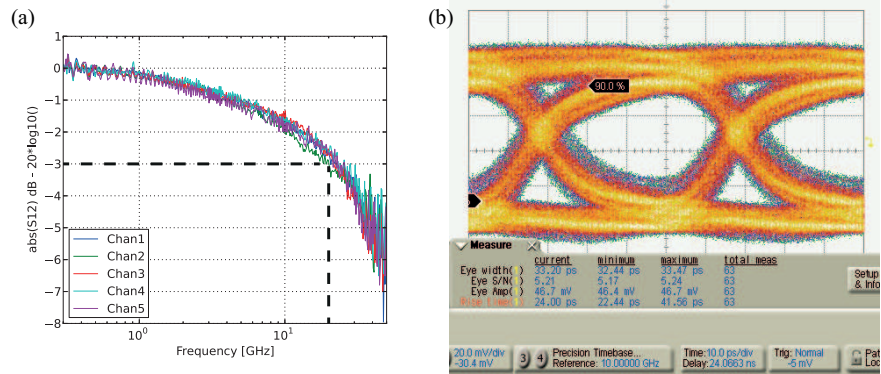 (a)
abs(S12) dB – 20*log10()
1
0
−1
−2
−3
−4
−5
−6
−7
−8
Chan1
Chan2
Chan3
Chan4
Chan5
10⁰
10¹
Frequency [GHz]
(b)
90.0 %
Measure
current minimum maximum total meas
Eye width( ) 33.20 ps 32.44 ps 33.47 ps 63
Eye S/N( ) 5.21 5.17 5.24 63
Eye Amp( ) 46.7 mV 46.4 mV 46.7 mV 63
24.00 ps 22.44 ps 41.56 ps 63
Setup
& Info
20.0 mV/div
-30.4 mV
3 4
Precision Timebase...
Reference: 10.00000 GHz
Time:10.0 ps/div
Delay:24.0663 ns
Trig: Normal
-5 mV